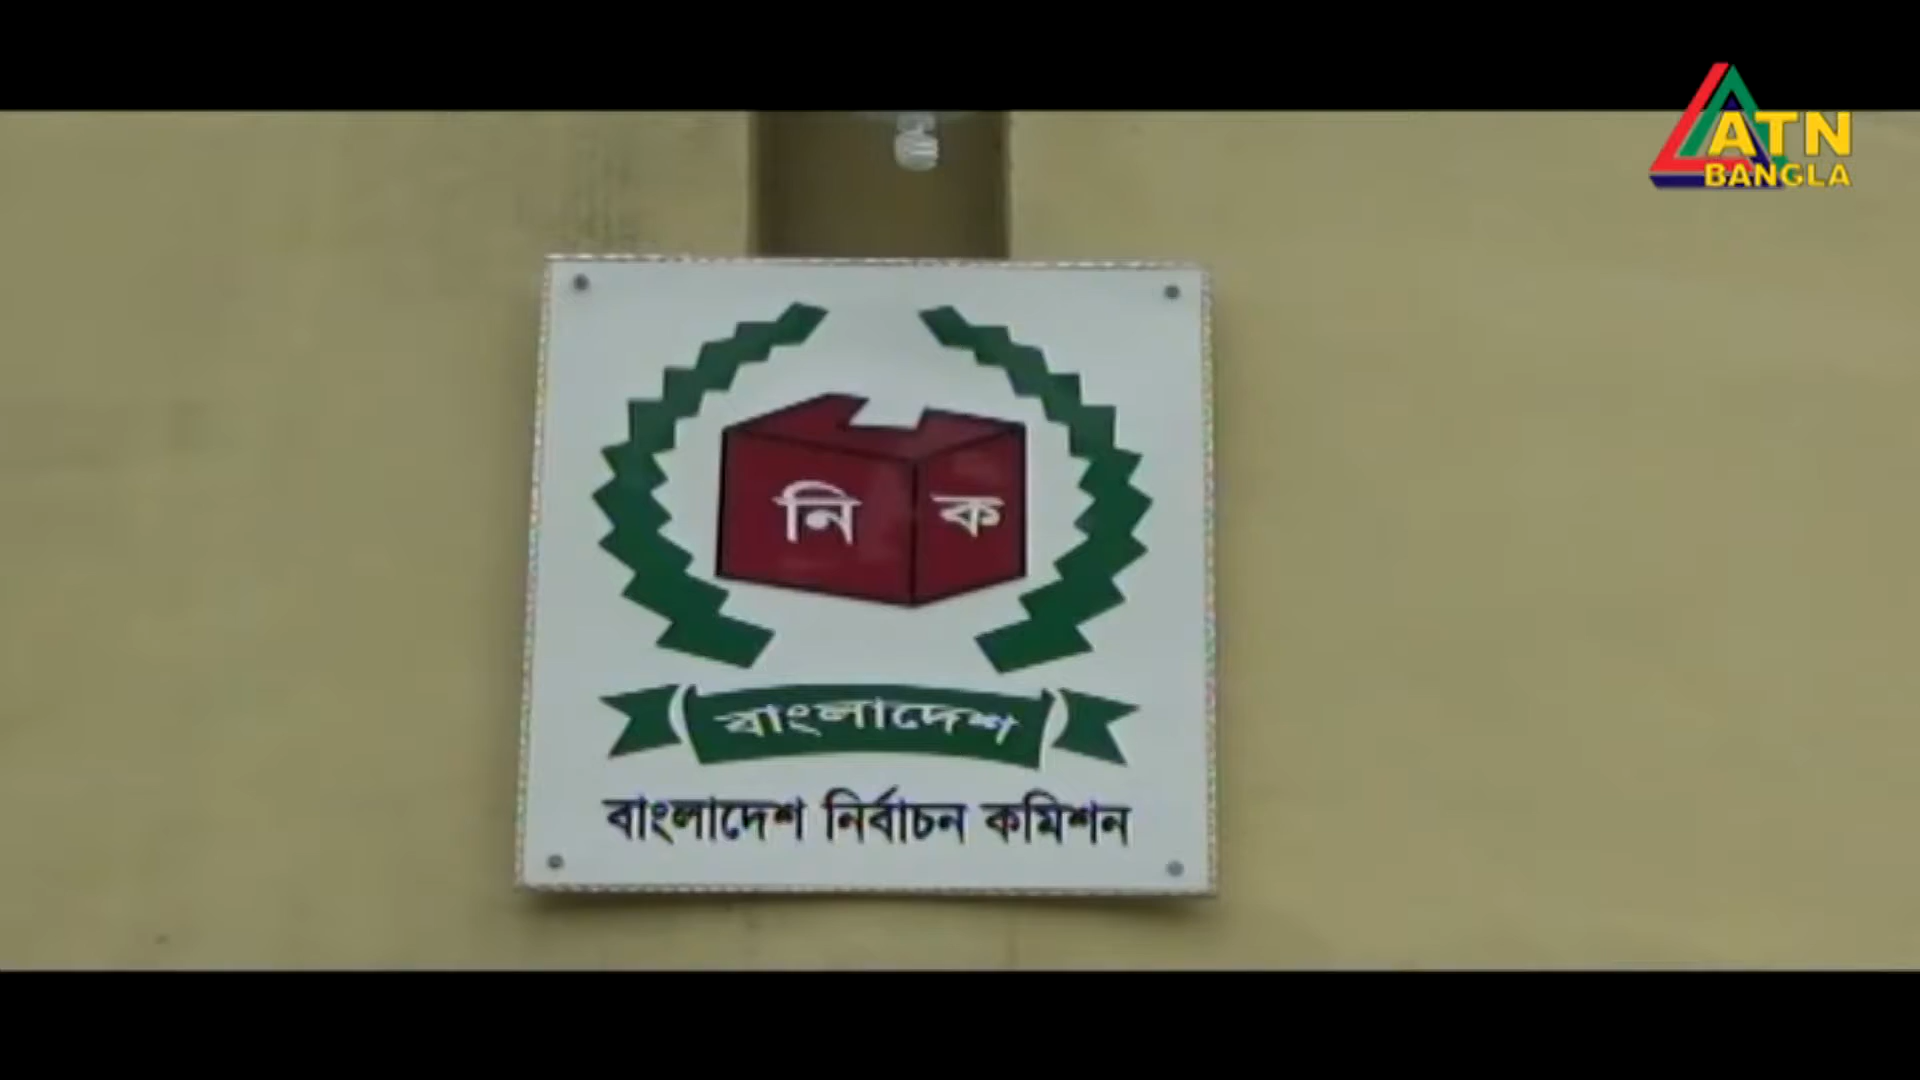 ATN
BANGLA
নি ক
বাংলাদেশ
বাংলাদেশ নির্বাচন কমিশন